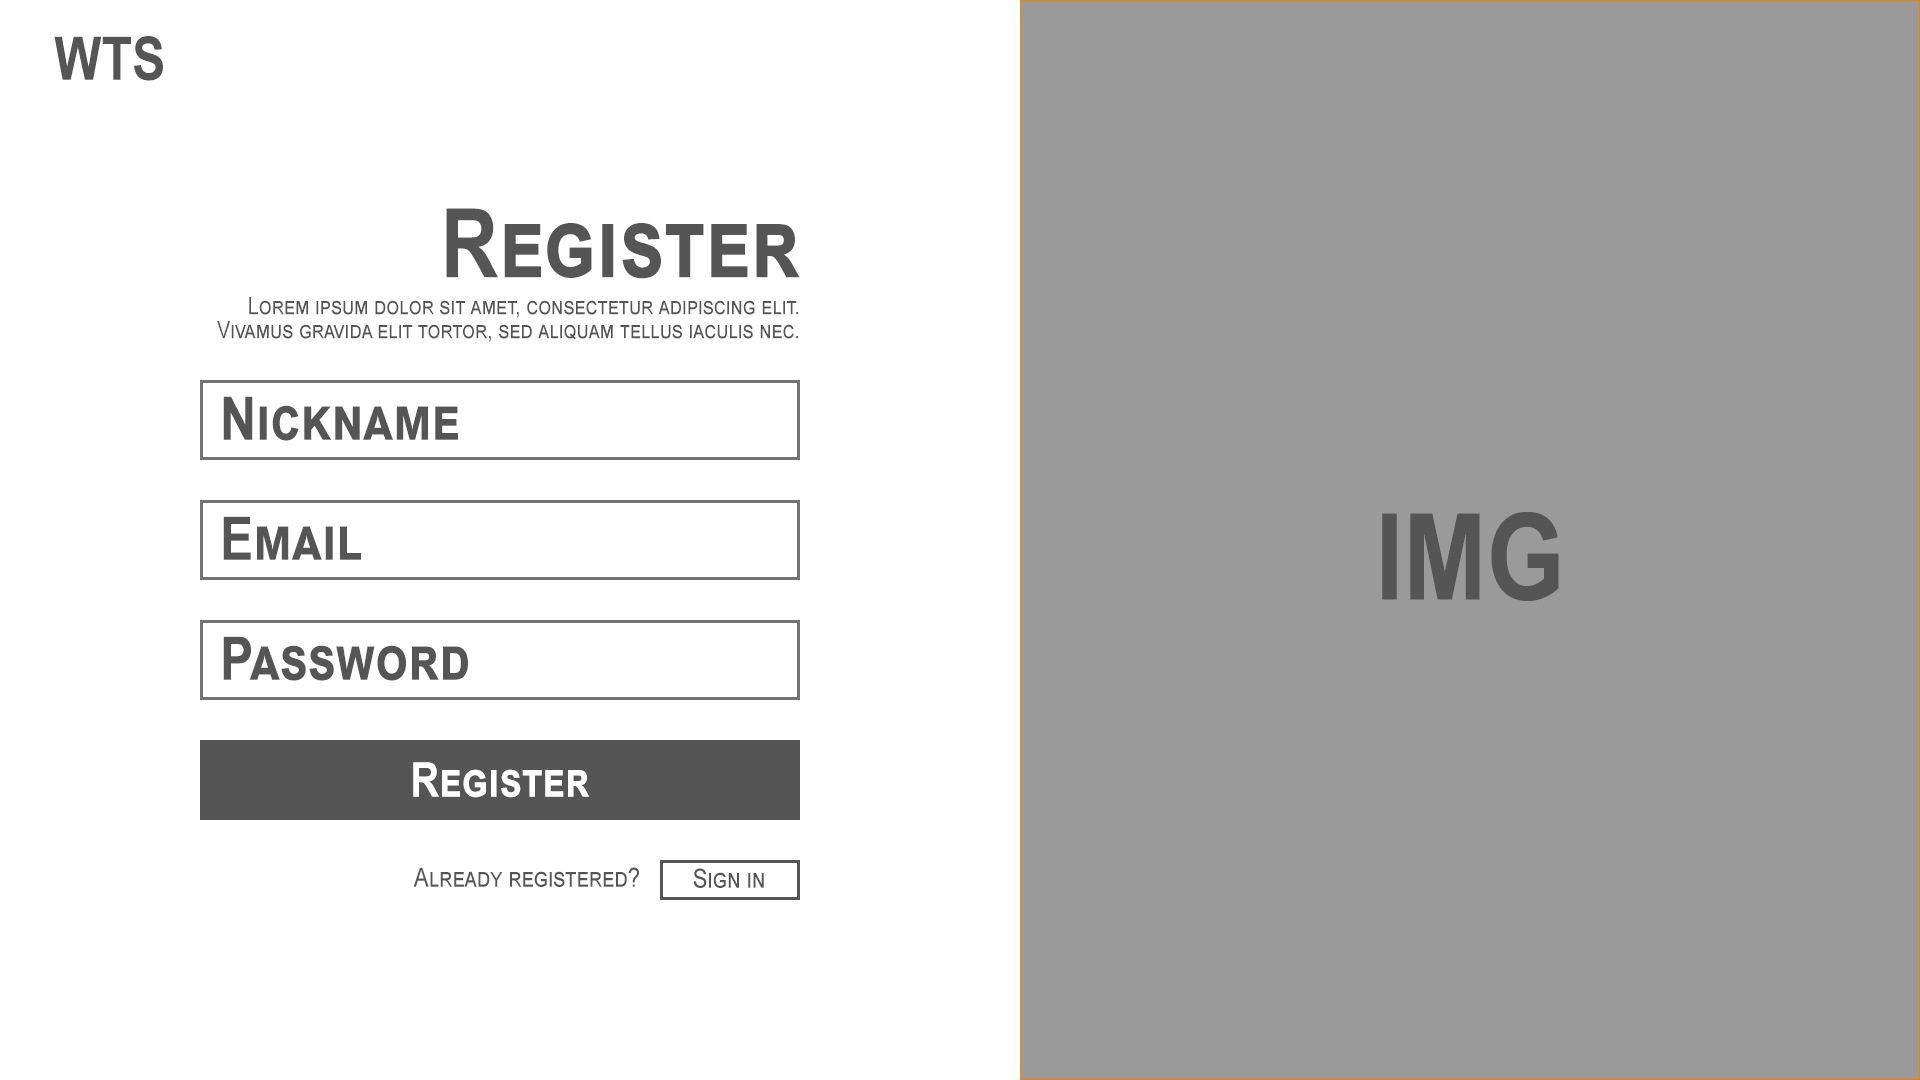 WTS
Register
Lorem ipsum dolor sit amet, consectetur adipiscing elit.
Vivamus gravida elit tortor, sed aliquam tellus iaculis nec.
Nickname
Email
Password
Register
Already registered? Sign in
IMG